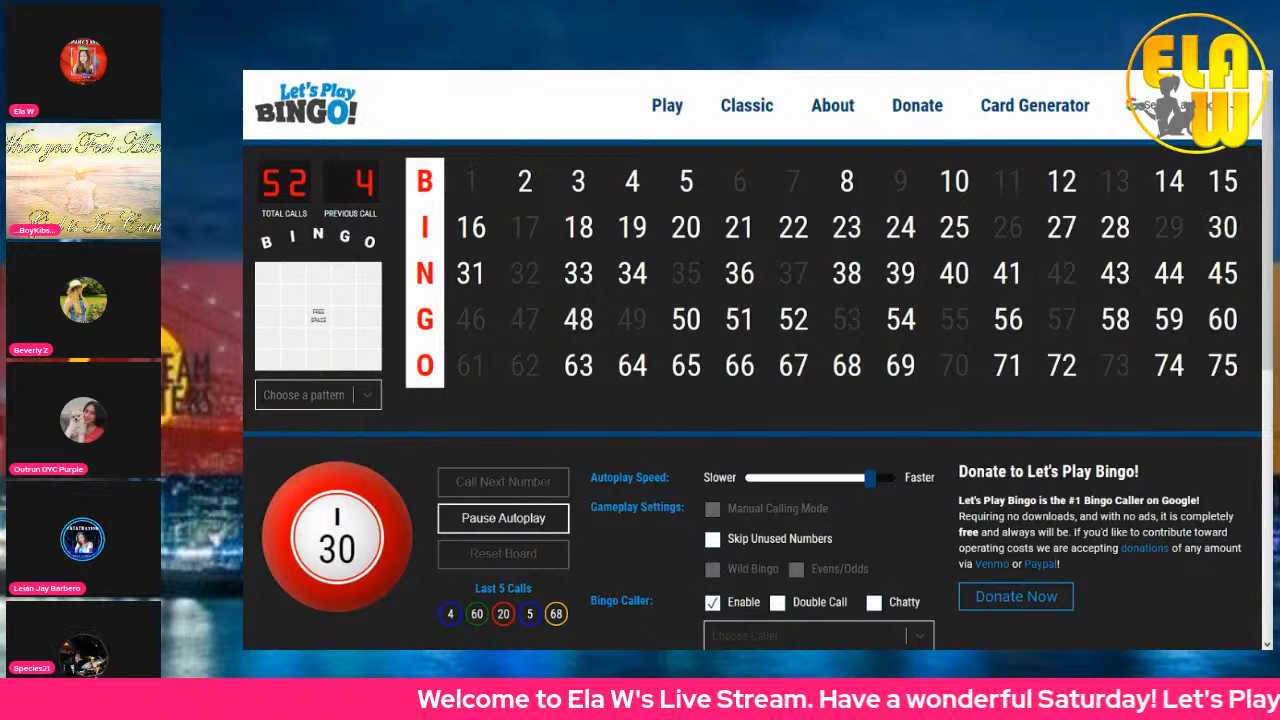 Ela W
When you Feel Alone
...BoyKibs...
Beverly Z
Outrun DYC Purple
Leian Jay Barbero
Species21
ELA
W
Let's Play
BINGO!
Play Classic About Donate Card Generator
52 4
TOTAL CALLS PREVIOUS CALL
B I N G O
FREE
SPACE
Choose a pattern
B 1 2 3 4 5 6 7 8 9 10 11 12 13 14 15
I 16 17 18 19 20 21 22 23 24 25 26 27 28 29 30
N 31 32 33 34 35 36 37 38 39 40 41 42 43 44 45
G 46 47 48 49 50 51 52 53 54 55 56 57 58 59 60
O 61 62 63 64 65 66 67 68 69 70 71 72 73 74 75
I
30
Call Next Number
Pause Autoplay
Reset Board
Last 5 Calls
4 60 20 5 68
Autoplay Speed: Slower Faster
Gameplay Settings: Manual Calling Mode
Skip Unused Numbers
Wild Bingo Evens/Odds
Bingo Caller: Enable Double Call Chatty
Choose Caller
Donate to Let's Play Bingo!
Let's Play Bingo is the #1 Bingo Caller on Google!
Requiring no downloads, and with no ads, it is completely
free and always will be. If you'd like to contribute toward
operating costs we are accepting donations of any amount
via Venmo or Paypal!
Donate Now
Welcome to Ela W's Live Stream. Have a wonderful Saturday! Let's Play